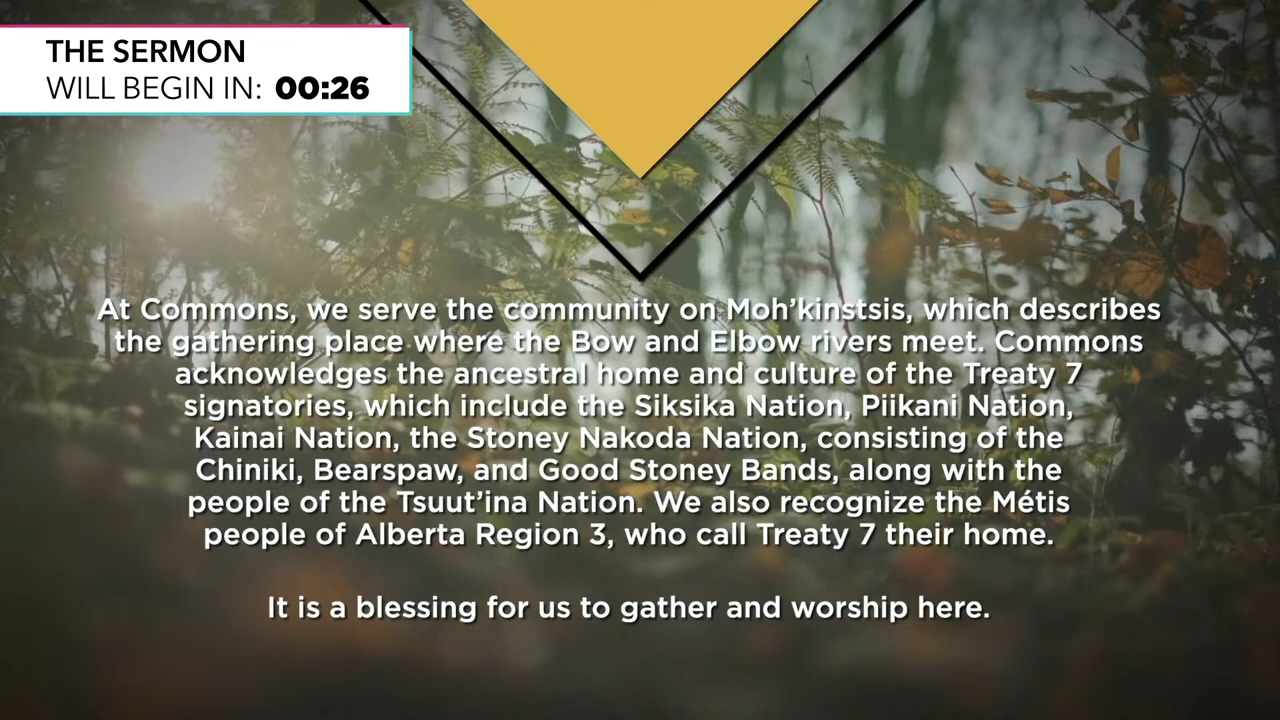 THE SERMON
WILL BEGIN IN: 00:26
At Commons, we serve the community on Moh’kinstsis, which describes
the gathering place where the Bow and Elbow rivers meet. Commons
acknowledges the ancestral home and culture of the Treaty 7
signatories, which include the Siksika Nation, Piikani Nation,
Kainai Nation, the Stoney Nakoda Nation, consisting of the
Chiniki, Bearspaw, and Good Stoney Bands, along with the
people of the Tsuut’ina Nation. We also recognize the Métis
people of Alberta Region 3, who call Treaty 7 their home.
It is a blessing for us to gather and worship here.